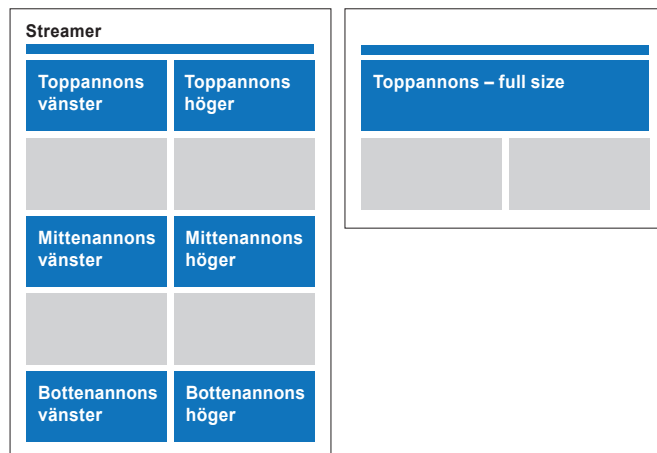 Streamer
Toppannons
vänster
Toppannons
höger
Mittenannons
vänster
Mittenannons
höger
Bottenannons
vänster
Bottenannons
höger
Toppannons – full size